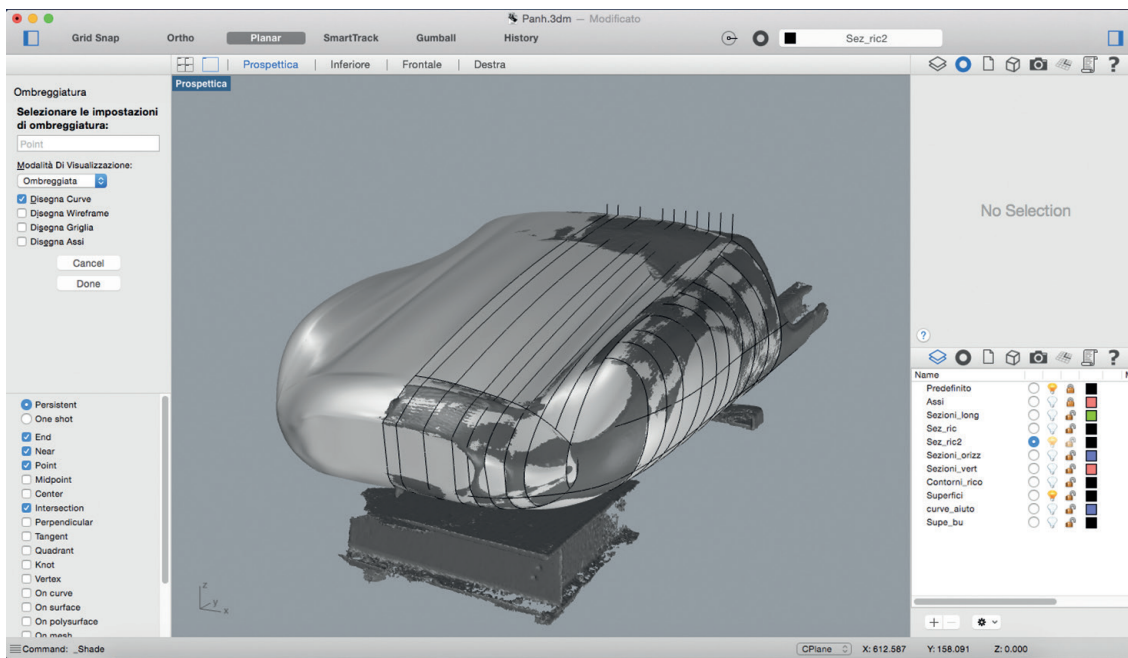 Panh.3dm — Modificato
Grid Snap
Ortho
Planar
SmartTrack
Gumball
History
Sez_ric2
Prospettica | Inferiore | Frontale | Destra
Prospettica
Ombreggiatura
Selezionare le impostazioni
di ombreggiatura:
Point
Modalità Di Visualizzazione:
Ombreggiata
Disegna Curve
Disegna Wireframe
Disegna Griglia
Disegna Assi
Cancel
Done
Persistent
One shot
End
Near
Point
Midpoint
Center
Intersection
Perpendicular
Tangent
Quadrant
Knot
Vertex
On curve
On surface
On polysurface
On mesh
z
y
x
?
No Selection
?
?
Name
M
Predefinito
Assi
Sezioni_long
Sez_ric
Sez_ric2
Sezioni_orizz
Sezioni_vert
Contorni_rico
Superfici
curve_aiuto
Supe_bu
Command: _Shade
CPlane
X: 612.587
Y: 158.091
Z: 0.000